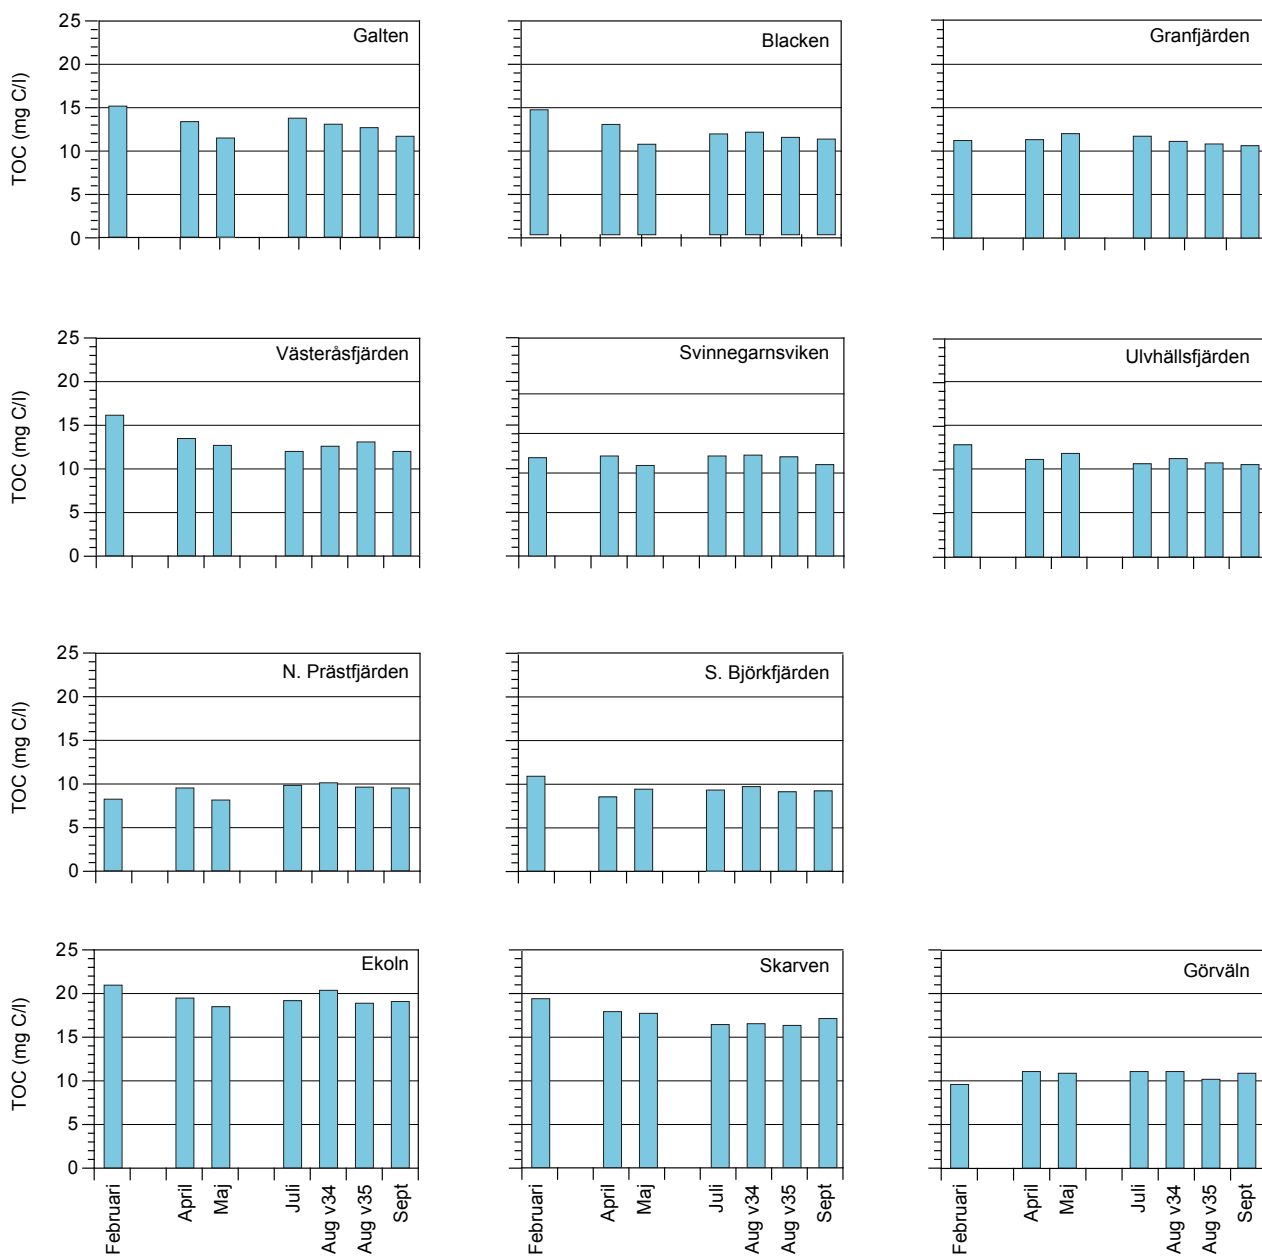 Galten
Blacken
Granfjärden
TOC (mg C/l)
25
20
15
10
5
0
Västeråsfjärden
Svinnegarnsviken
Ulvhällsfjärden
TOC (mg C/l)
25
20
15
10
5
0
N. Prästfjärden
S. Björkfjärden
TOC (mg C/l)
25
20
15
10
5
0
Ekoln
Skarven
Görväln
TOC (mg C/l)
25
20
15
10
5
0
Februari
April
Maj
Juli
Aug v34
Aug v35
Sept
Februari
April
Maj
Juli
Aug v34
Aug v35
Sept
Februari
April
Maj
Juli
Aug v34
Aug v35
Sept